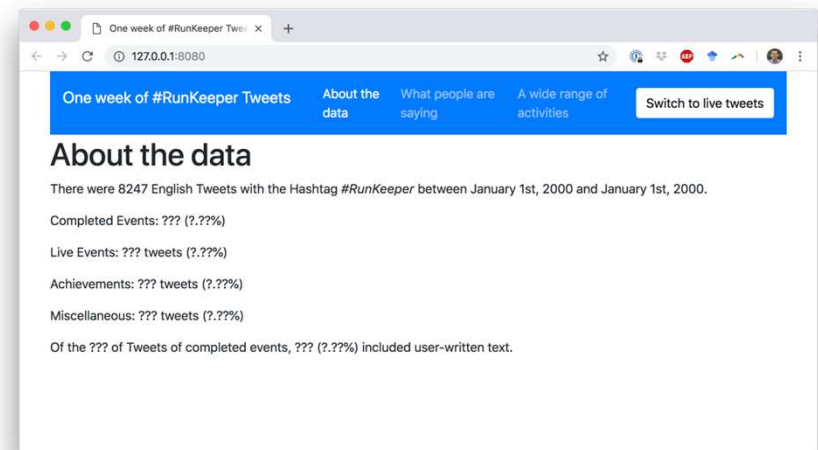 One week of #RunKeeper Twe
127.0.0.1:8080
ABP
One week of #RunKeeper Tweets
About the data
What people are saying
A wide range of activities
Switch to live tweets
About the data
There were 8247 English Tweets with the Hashtag #RunKeeper between January 1st, 2000 and January 1st, 2000.
Completed Events: ??? (?.??%)
Live Events: ??? tweets (?.??%)
Achievements: ??? tweets (?.??%)
Miscellaneous: ??? tweets (?.??%)
Of the ??? of Tweets of completed events, ??? (?.??%) included user-written text.